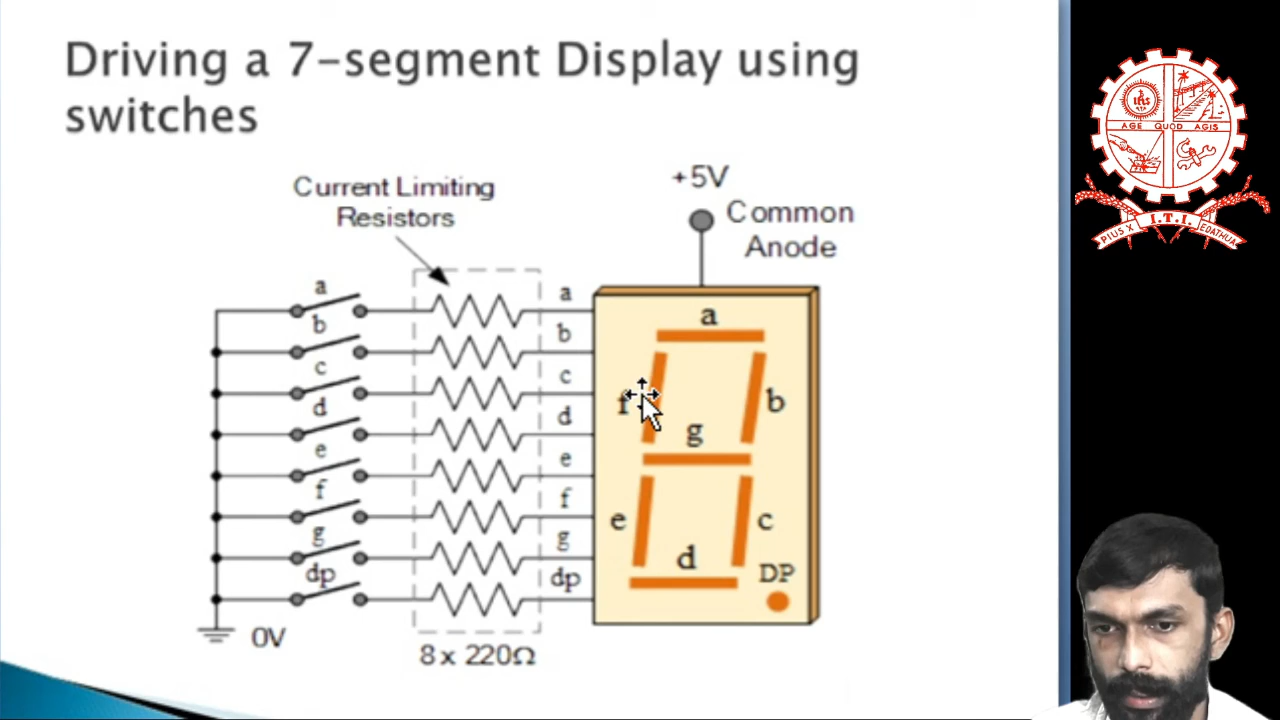 Driving a 7-segment Display using
switches
Current Limiting
Resistors
+5V
Common
Anode
a
b
c
d
e
f
g
dp
a
b
c
d
e
f
g
dp
a
f
b
g
e
c
d
DP
0V
8 x 220Ω
AGE QUOD AGIS
PIUS X I.T.I. EDATHUA